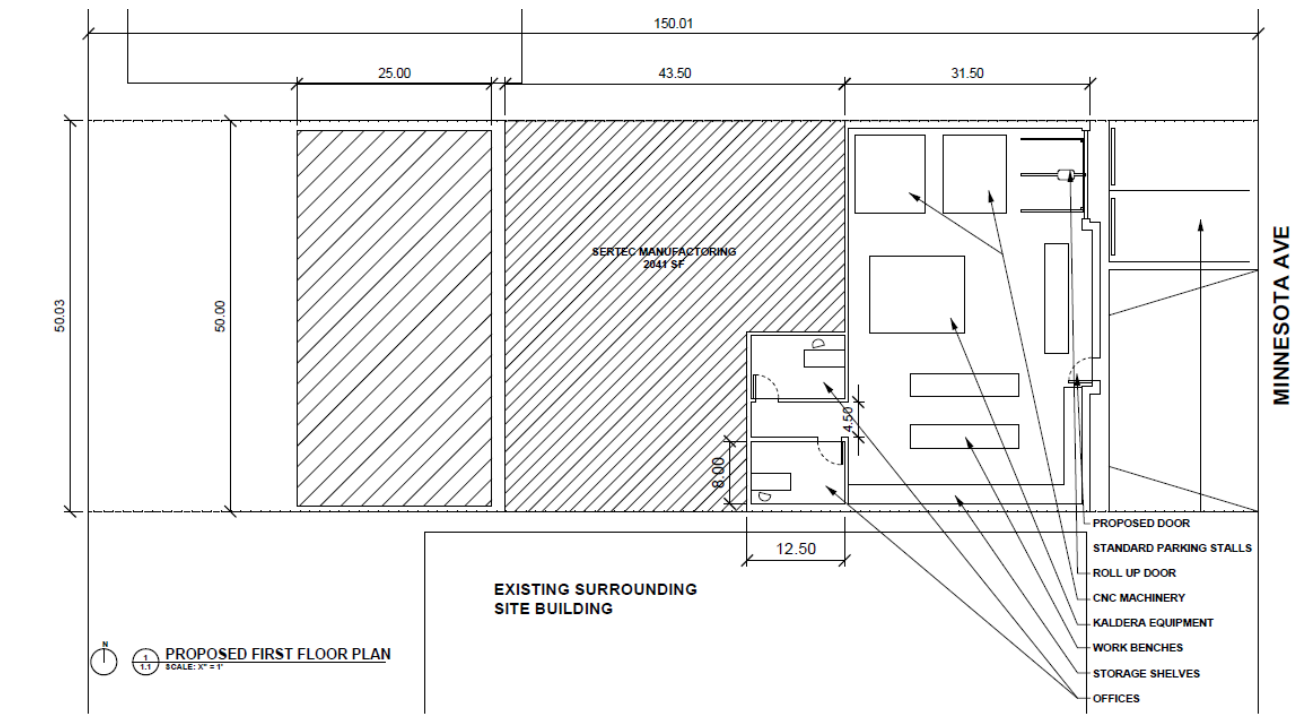 150.01
25.00
43.50
31.50
50.03
50.00
SERTEC MANUFACTORING
2041 SF
MINNESOTA AVE
4.50
8.00
12.50
PROPOSED DOOR
STANDARD PARKING STALLS
ROLL UP DOOR
CNC MACHINERY
KALDERA EQUIPMENT
WORK BENCHES
STORAGE SHELVES
OFFICES
EXISTING SURROUNDING
SITE BUILDING
N
1
1.1
PROPOSED FIRST FLOOR PLAN
SCALE: X" = 1'